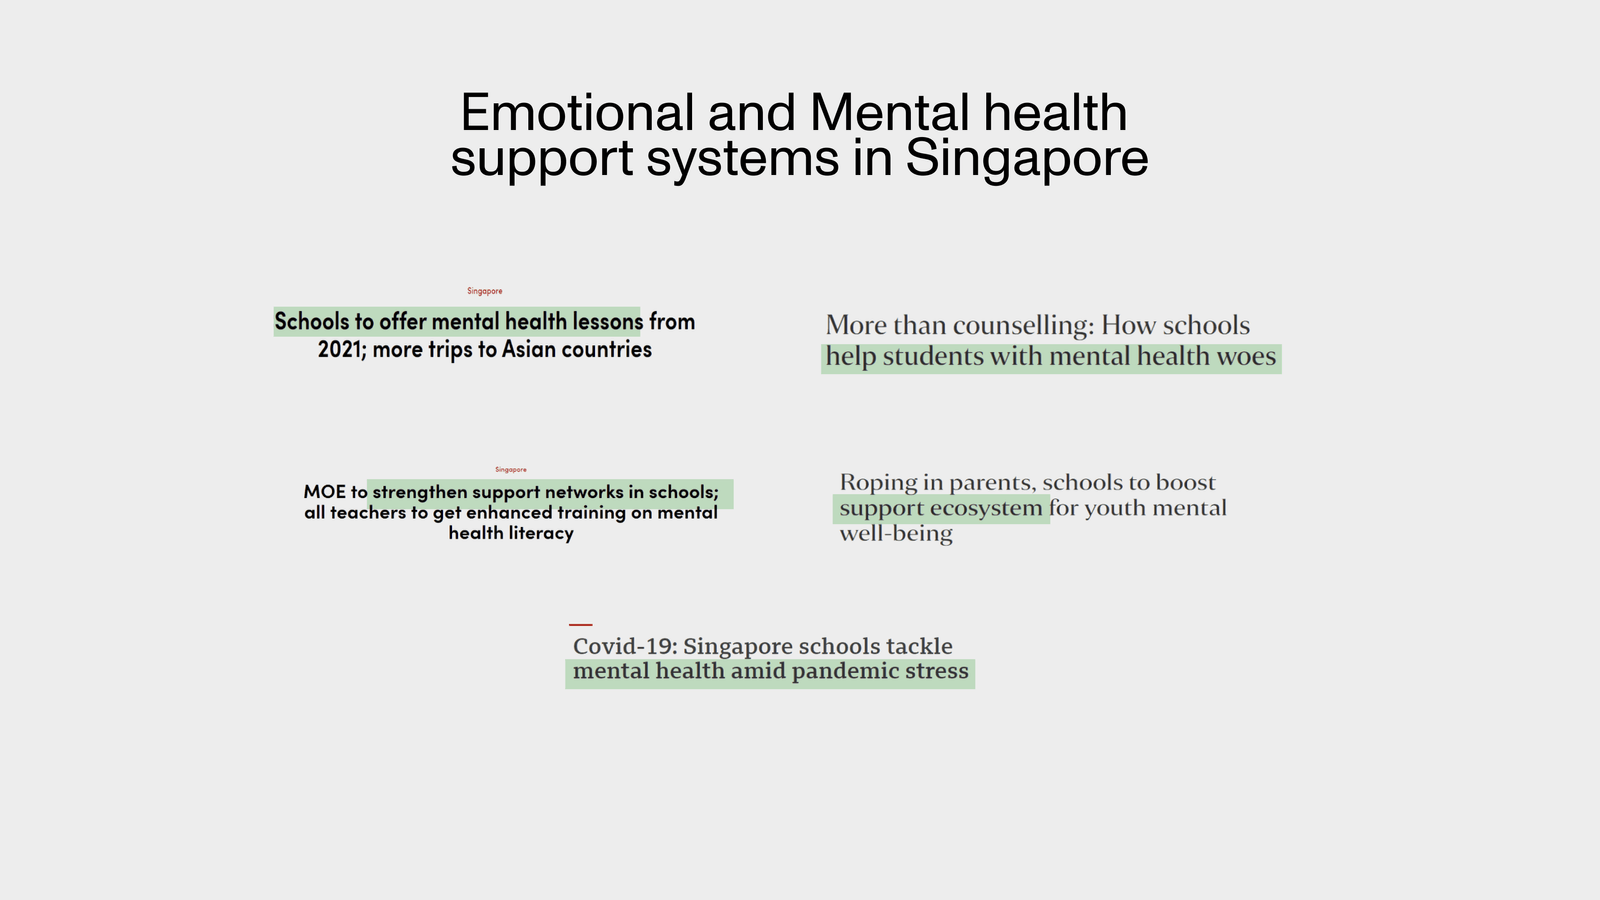 Emotional and Mental health
support systems in Singapore
Singapore
Schools to offer mental health lessons from
2021; more trips to Asian countries
More than counselling: How schools
help students with mental health woes
Singapore
MOE to strengthen support networks in schools;
all teachers to get enhanced training on mental
health literacy
Roping in parents, schools to boost
support ecosystem for youth mental
well-being
Covid-19: Singapore schools tackle
mental health amid pandemic stress